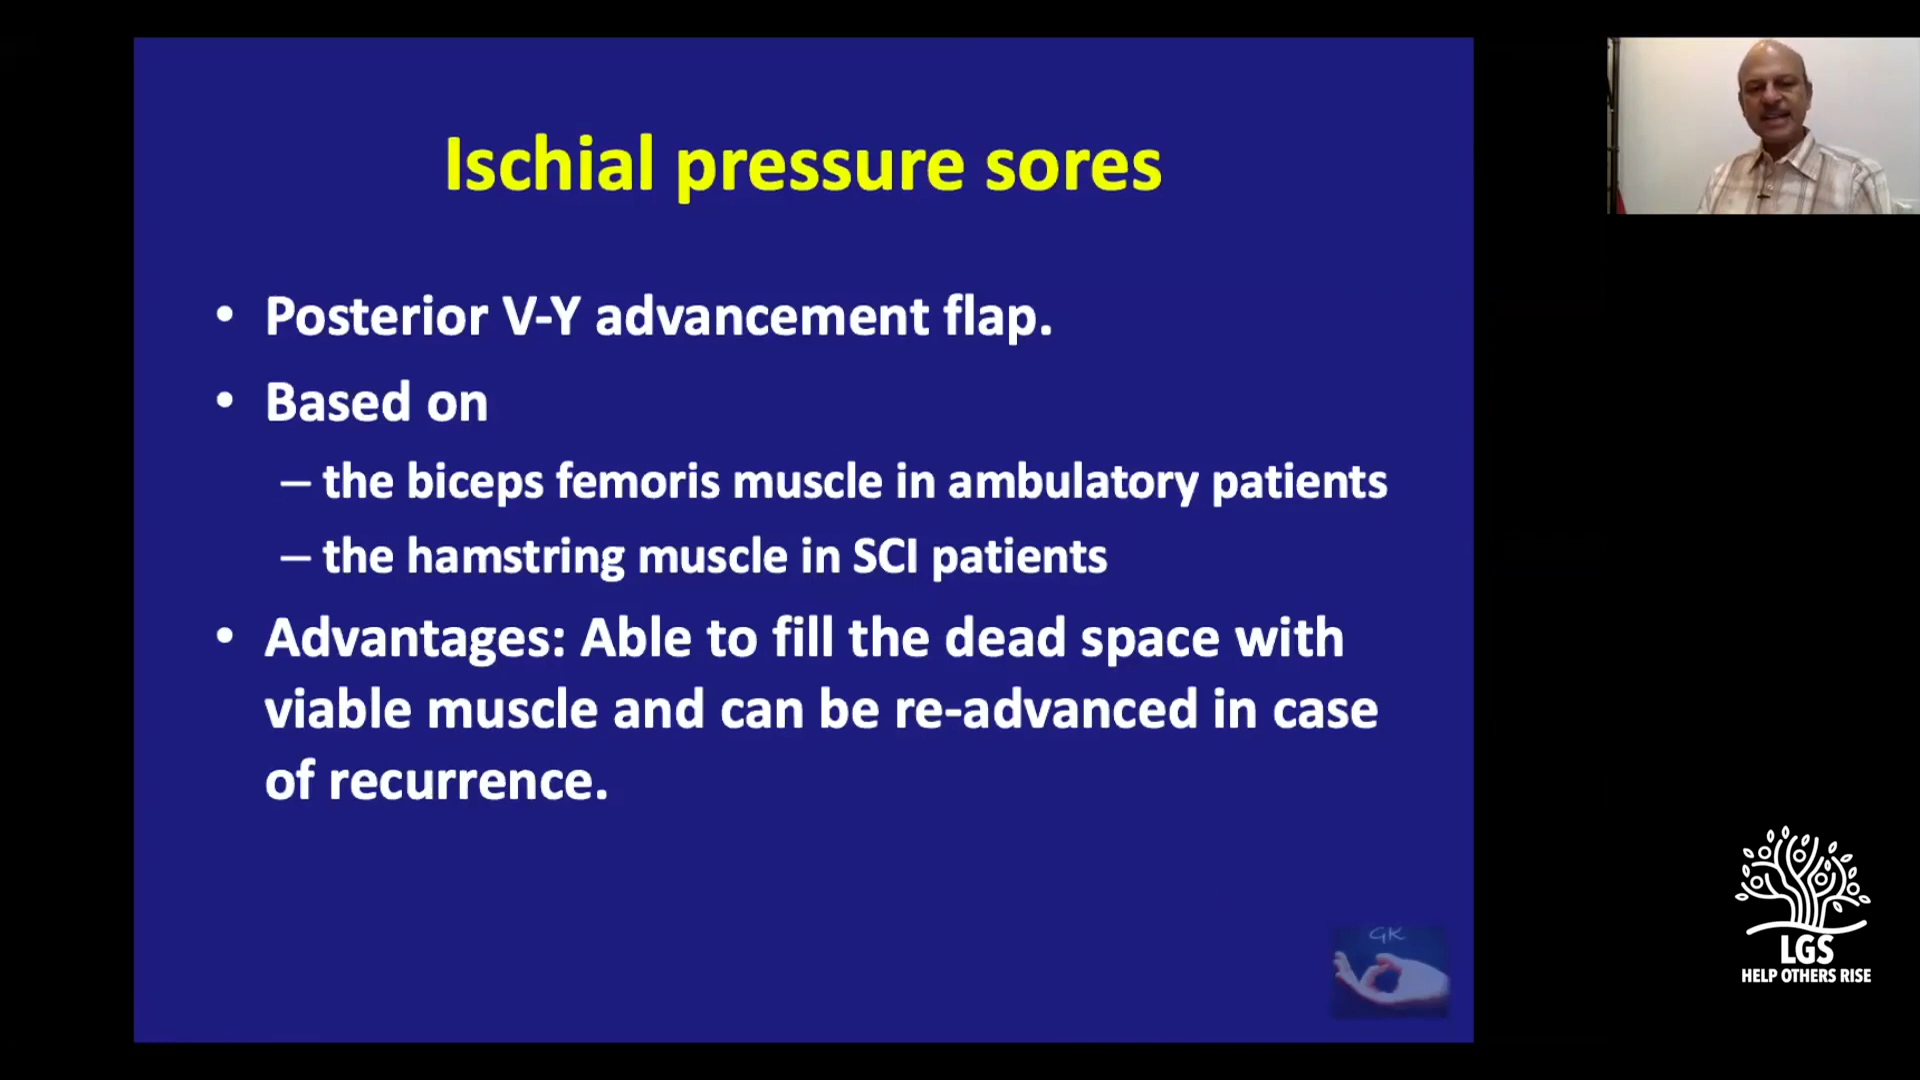 Ischial pressure sores
• Posterior V-Y advancement flap.
• Based on
– the biceps femoris muscle in ambulatory patients
– the hamstring muscle in SCI patients
• Advantages: Able to fill the dead space with
viable muscle and can be re-advanced in case
of recurrence.
GK
LGS
HELP OTHERS RISE